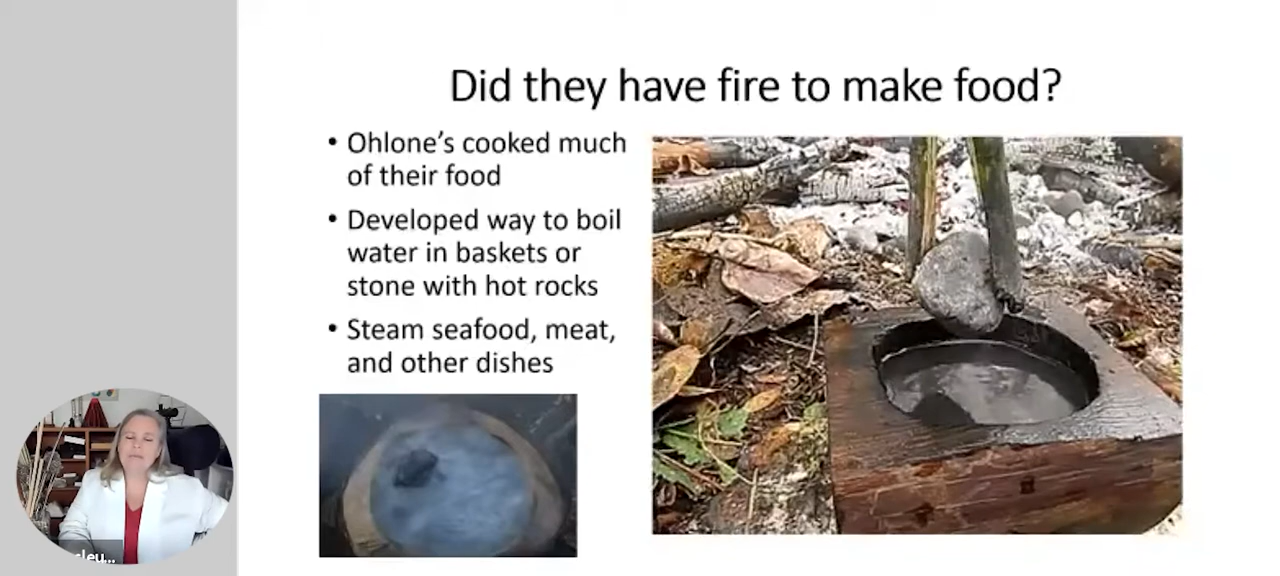 Did they have fire to make food?
• Ohlone’s cooked much
of their food
• Developed way to boil
water in baskets or
stone with hot rocks
• Steam seafood, meat,
and other dishes